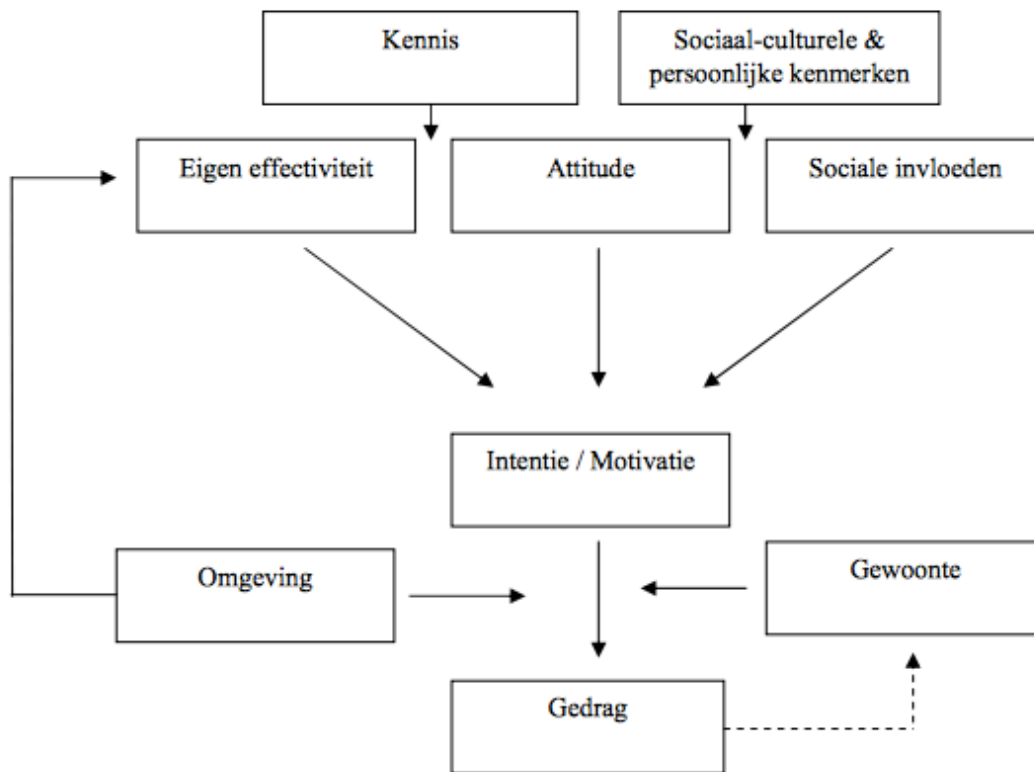 Kennis
Sociaal-culturele &
persoonlijke kenmerken
Eigen effectiviteit
Attitude
Sociale invloeden
Intentie / Motivatie
Omgeving
Gewoonte
Gedrag